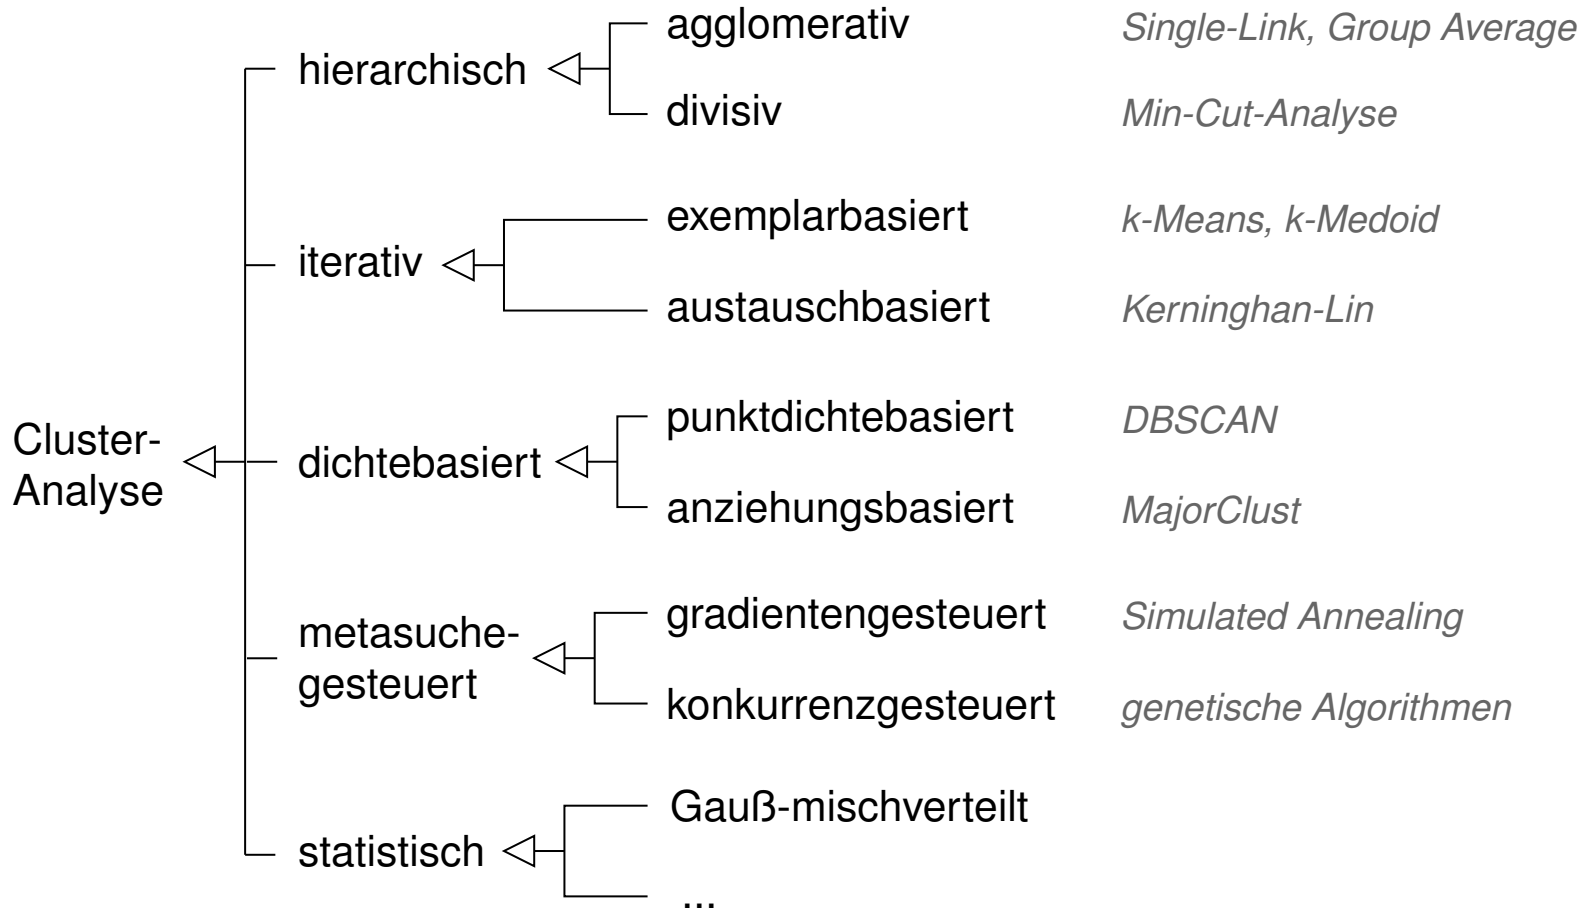 agglomerativ Single-Link, Group Average
hierarchisch
divisiv Min-Cut-Analyse
exemplarbasiert k-Means, k-Medoid
iterativ
austauschbasiert Kerninghan-Lin
punktdichtebasiert DBSCAN
Cluster-
Analyse
dichtebasiert
anziehungsbasiert MajorClust
gradientengesteuert Simulated Annealing
metasuche-
gesteuert
konkurrenzgesteuert genetische Algorithmen
Gauß-mischverteilt
statistisch
...